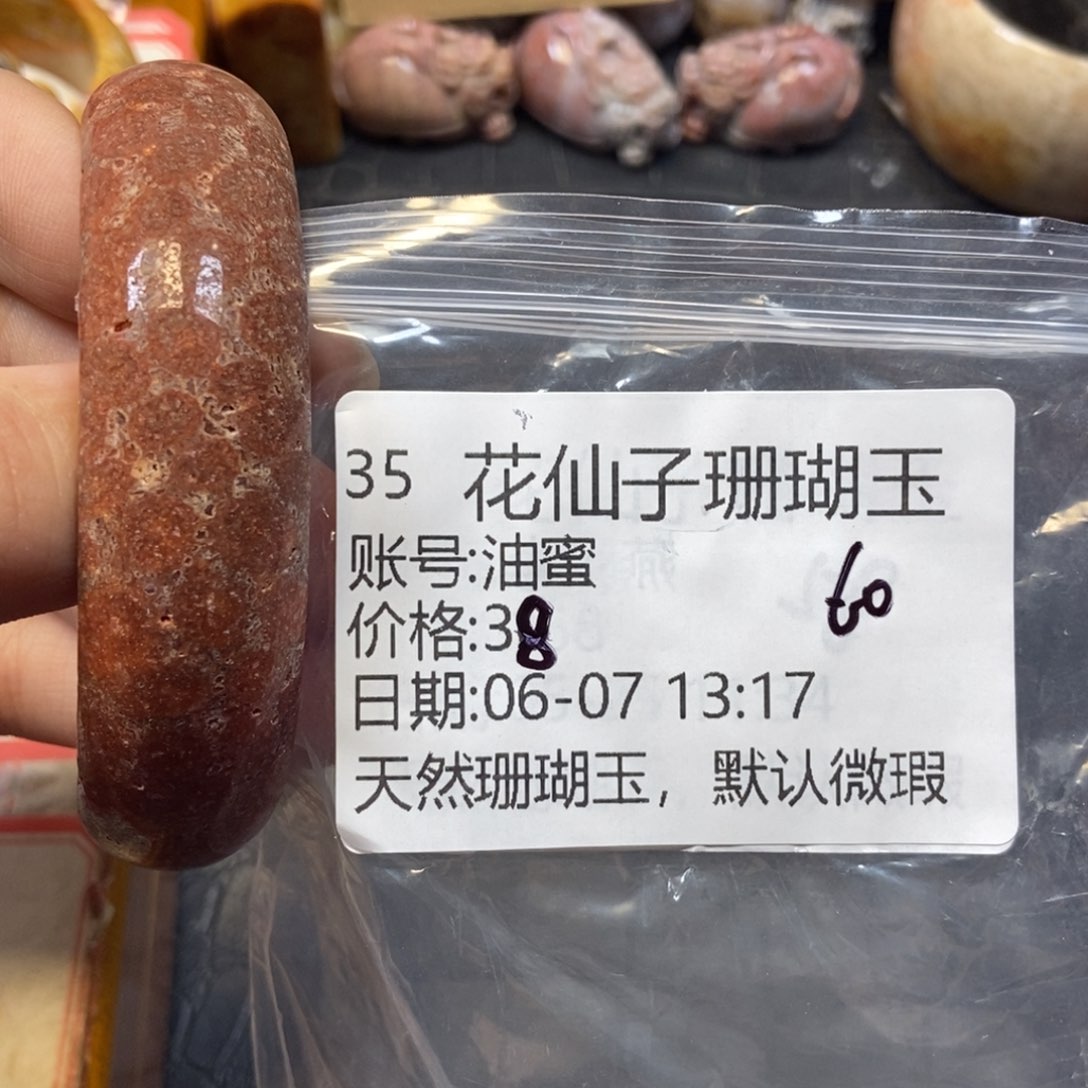 35 花仙子珊瑚玉
账号:油蜜
价格:38
60
日期:06-07 13:17
天然珊瑚玉，默认微瑕